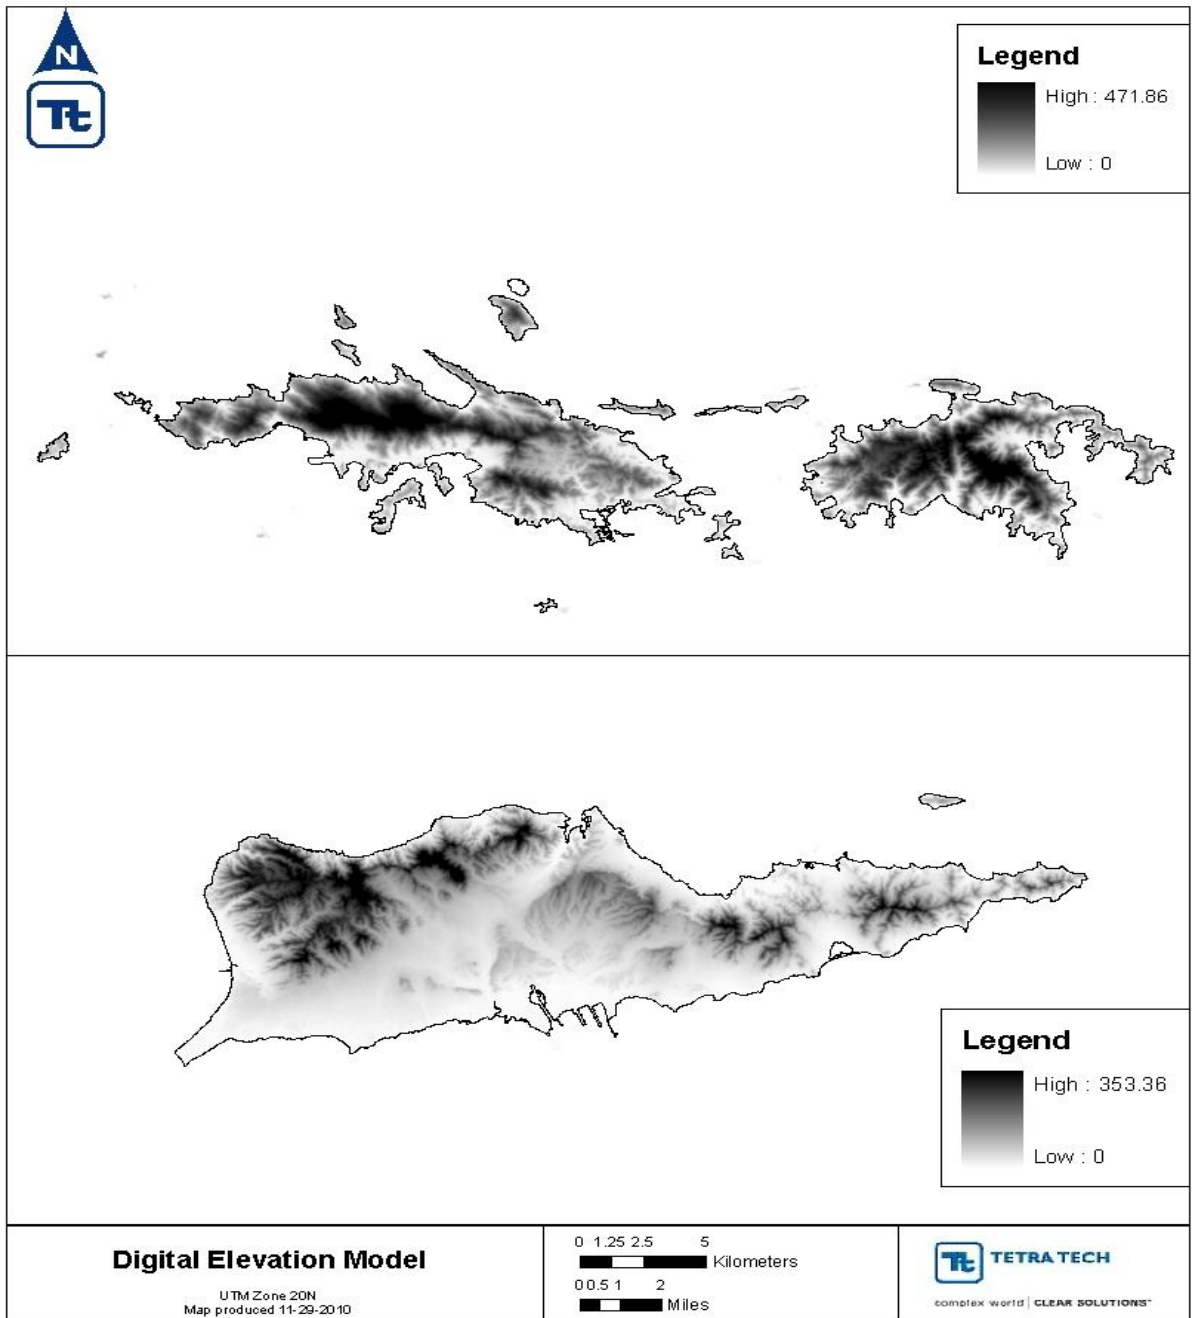 N
Tt
Legend
High : 471.86
Low : 0
Legend
High : 353.36
Low : 0
Digital Elevation Model
UTM Zone 20N
Map produced 11-29-2010
0 1.25 2.5 5
Kilometers
0 0.5 1 2
Miles
Tt TETRA TECH
complex world | CLEAR SOLUTIONS™